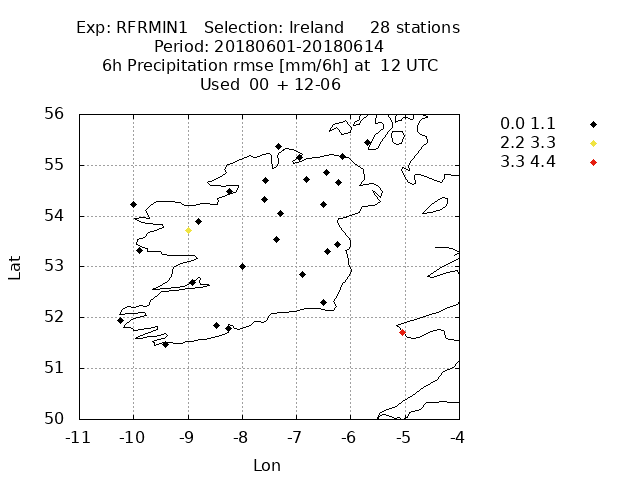 Exp: RFRMIN1 Selection: Ireland 28 stations
Period: 20180601-20180614
6h Precipitation rmse [mm/6h] at 12 UTC
Used 00 + 12-06
0.0 1.1
2.2 3.3
3.3 4.4
56
55
54
53
52
51
50
Lat
-11 -10 -9 -8 -7 -6 -5 -4
Lon